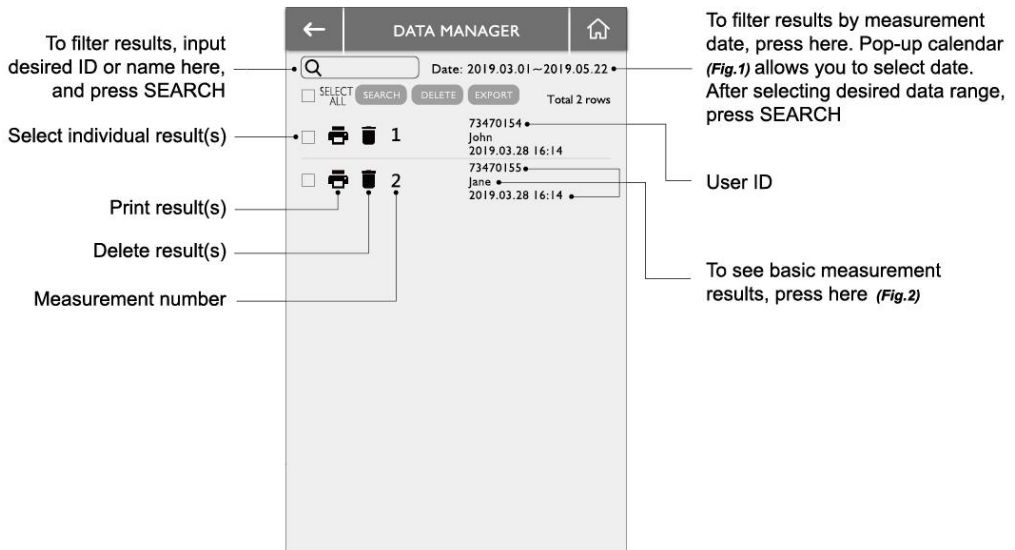 To filter results, input
desired ID or name here,
and press SEARCH
Select individual result(s)
Print result(s)
Delete result(s)
Measurement number
DATA MANAGER
Date: 2019.03.01~2019.05.22
SELECT ALL
SEARCH
DELETE
EXPORT
Total 2 rows
1
73470154
John
2019.03.28 16:14
2
73470155
Jane
2019.03.28 16:14
To filter results by measurement
date, press here. Pop-up calendar
(Fig.1) allows you to select date.
After selecting desired data range,
press SEARCH
User ID
To see basic measurement
results, press here (Fig.2)